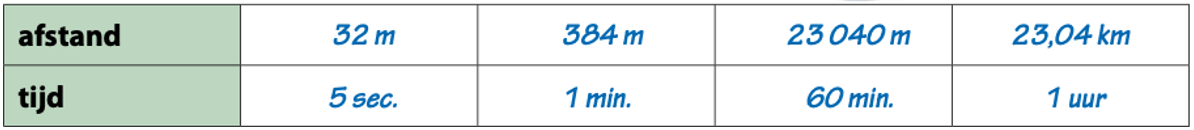 afstand 32 m 384 m 23 040 m 23,04 km
tijd 5 sec. 1 min. 60 min. 1 uur